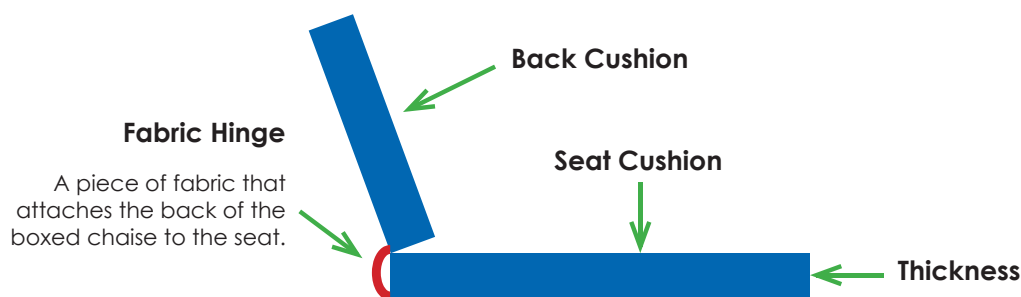 Back Cushion
Fabric Hinge
A piece of fabric that
attaches the back of the
boxed chaise to the seat.
Seat Cushion
Thickness